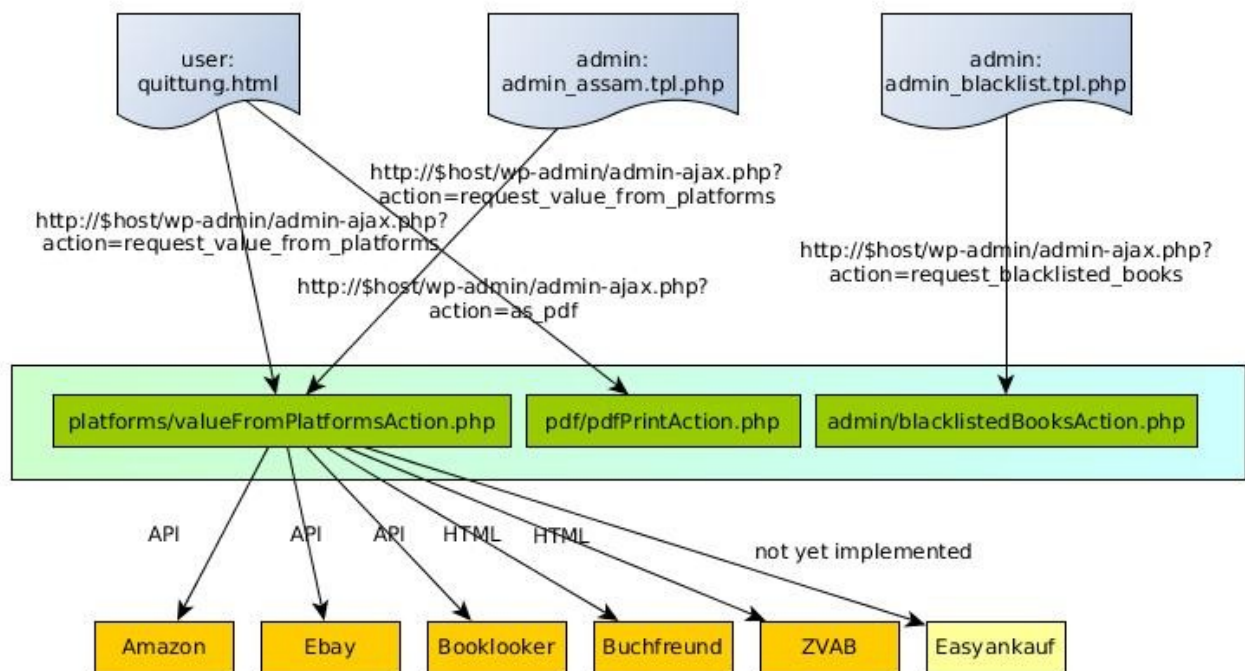 user:
quittung.html
admin:
admin_assam.tpl.php
admin:
admin_blacklist.tpl.php
http://$host/wp-admin/admin-ajax.php?
action=request_value_from_platforms
http://$host/wp-admin/admin-ajax.php?
action=request_value_from_platforms
http://$host/wp-admin/admin-ajax.php?
action=request_blacklisted_books
http://$host/wp-admin/admin-ajax.php?
action=as_pdf
platforms/valueFromPlatformsAction.php
pdf/pdfPrintAction.php
admin/blacklistedBooksAction.php
API
API
API
HTML
HTML
not yet implemented
Amazon
Ebay
Booklooker
Buchfreund
ZVAB
Easyankauf